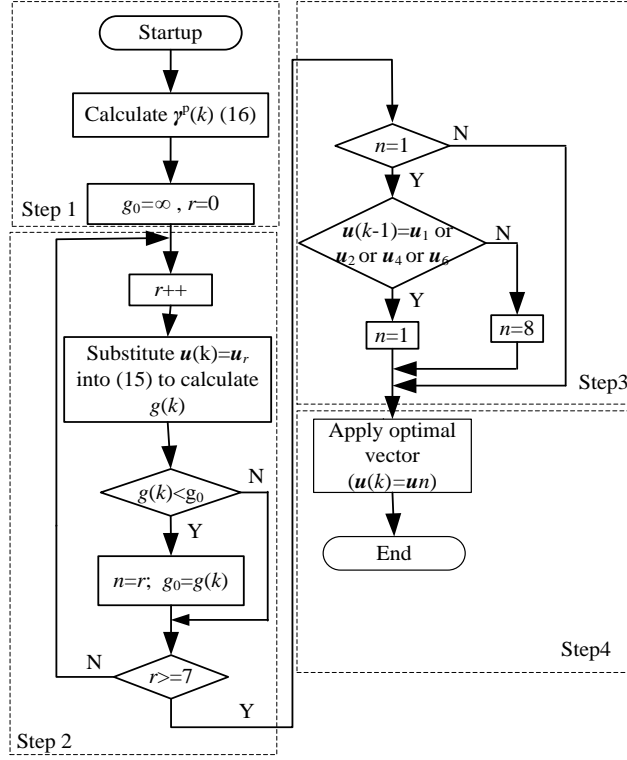 Startup
Calculate γᵖ(k) (16)
g₀=∞ , r=0
Step 1
r++
Substitute u(k)=uᵣ
into (15) to calculate
g(k)
g(k)<g₀
N
Y
n=r; g₀=g(k)
N
r>=7
Y
Step 2
n=1
N
Y
u(k-1)=u₁ or
u₂ or u₄ or u₆
N
Y
n=1
n=8
Step3
Apply optimal
vector
(u(k)=un)
End
Step4